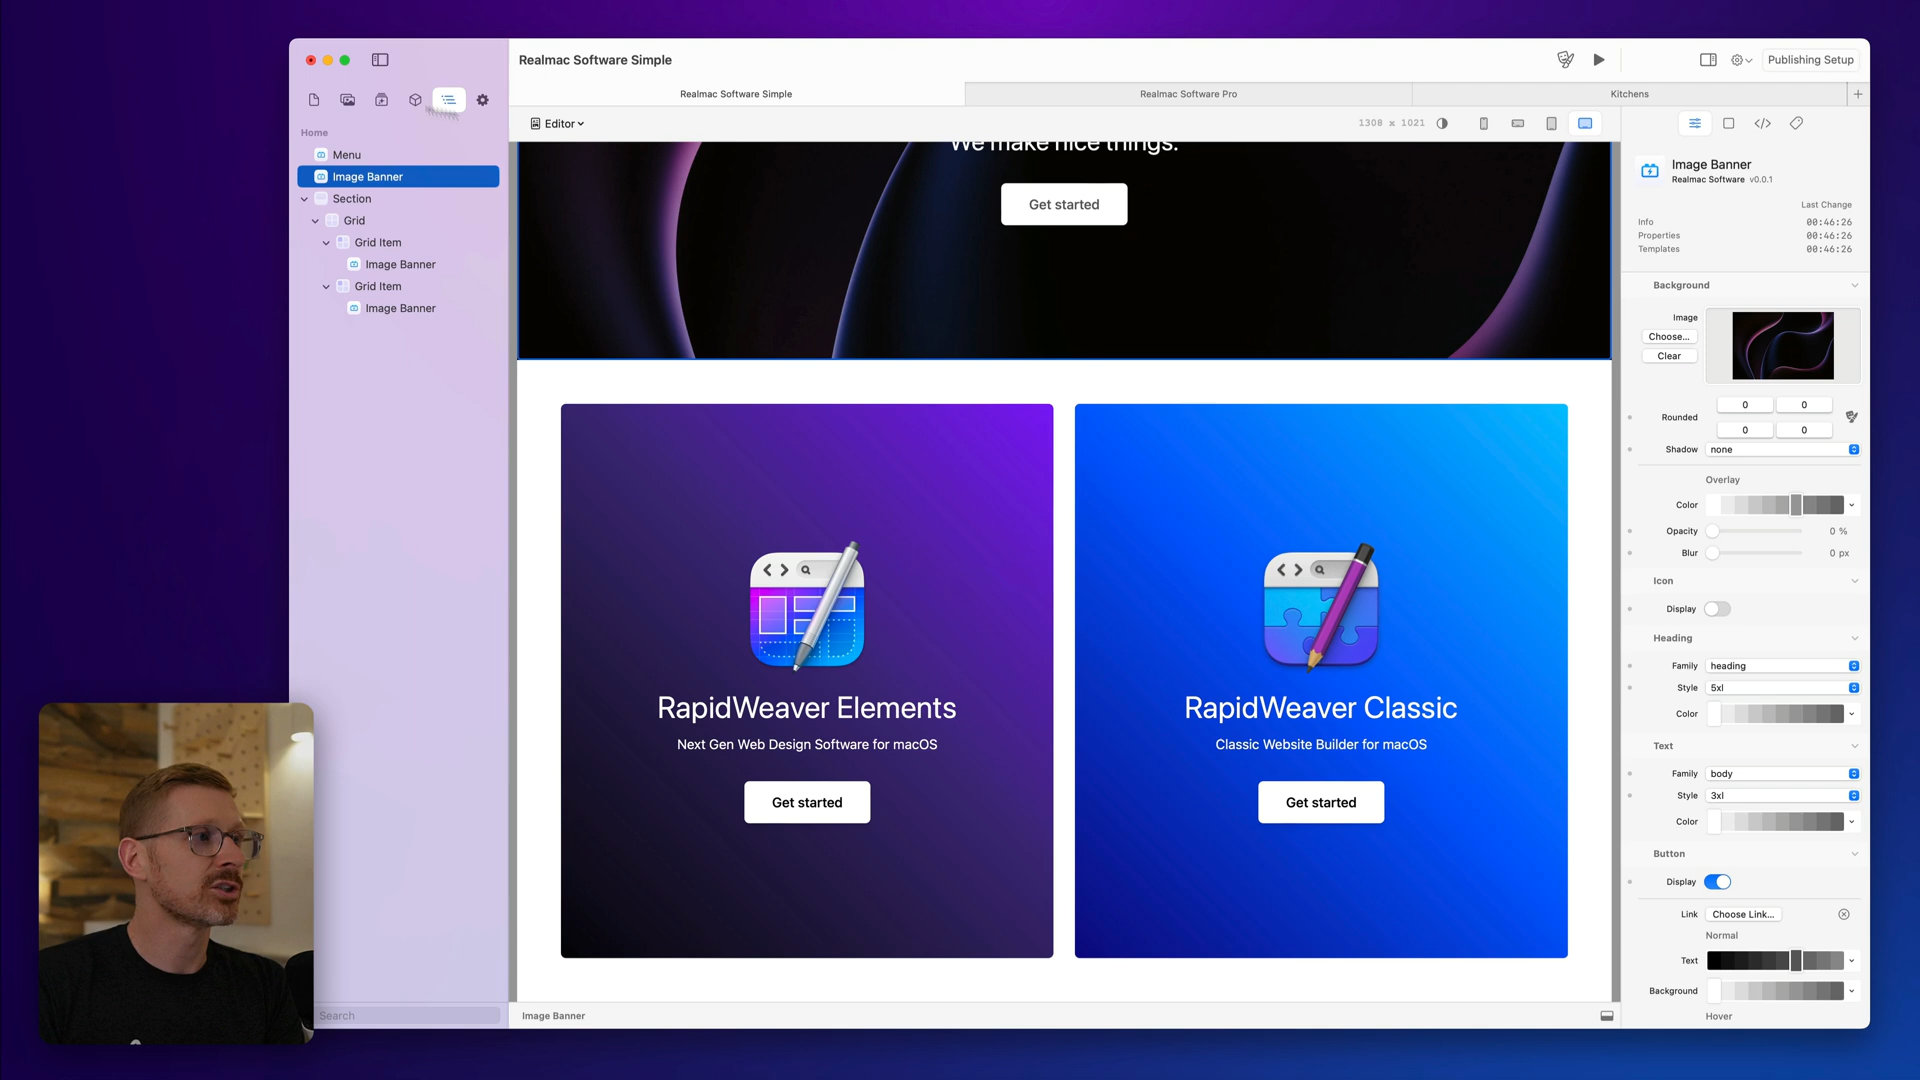 Realmac Software Simple
Publishing Setup
Realmac Software Simple
Realmac Software Pro
Kitchens
Editor
1308 x 1021
Home
Menu
Image Banner
Section
Grid
Grid Item
Image Banner
Grid Item
Image Banner
Search
We make nice things.
Get started
RapidWeaver Elements
Next Gen Web Design Software for macOS
Get started
RapidWeaver Classic
Classic Website Builder for macOS
Get started
Image Banner
Image Banner
Realmac Software v0.0.1
Last Change
Info 00:46:26
Properties 00:46:26
Templates 00:46:26
Background
Image
Choose...
Clear
Rounded 0 0
0 0
Shadow none
Overlay
Color
Opacity 0 %
Blur 0 px
Icon
Display
Heading
Family heading
Style 5xl
Color
Text
Family body
Style 3xl
Color
Button
Display
Link Choose Link...
Normal
Text
Background
Hover